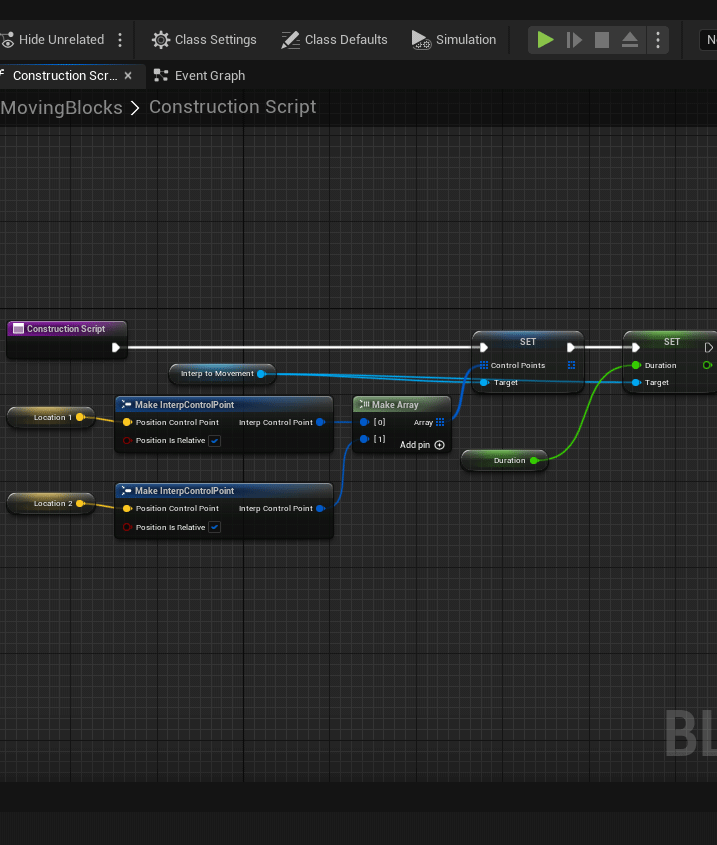 Hide Unrelated
Class Settings
Class Defaults
Simulation
Construction Scr...
Event Graph
MovingBlocks > Construction Script
Construction Script
SET
SET
Control Points
Target
Duration
Target
Interp to Movement
Location 1
Make InterpControlPoint
Position Control Point
Interp Control Point
Position Is Relative
Make Array
[0]
Array
[1]
Add pin
Duration
Location 2
Make InterpControlPoint
Position Control Point
Interp Control Point
Position Is Relative
BL